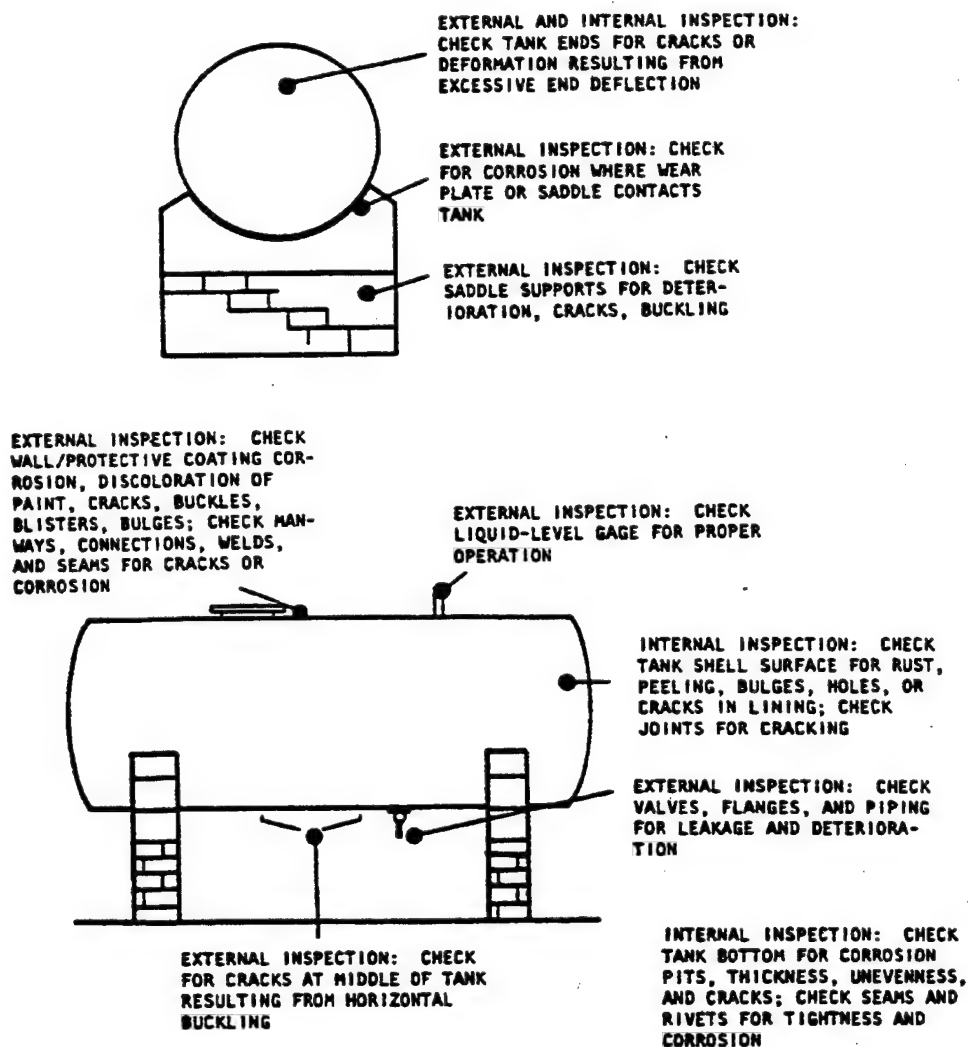 EXTERNAL AND INTERNAL INSPECTION:
CHECK TANK ENDS FOR CRACKS OR
DEFORMATION RESULTING FROM
EXCESSIVE END DEFLECTION
EXTERNAL INSPECTION: CHECK
FOR CORROSION WHERE WEAR
PLATE OR SADDLE CONTACTS
TANK
EXTERNAL INSPECTION: CHECK
SADDLE SUPPORTS FOR DETER-
IORATION, CRACKS, BUCKLING
EXTERNAL INSPECTION: CHECK
WALL/PROTECTIVE COATING COR-
ROSION, DISCOLORATION OF
PAINT, CRACKS, BUCKLES,
BLISTERS, BULGES; CHECK MAN-
WAYS, CONNECTIONS, WELDS,
AND SEAMS FOR CRACKS OR
CORROSION
EXTERNAL INSPECTION: CHECK
LIQUID-LEVEL GAGE FOR PROPER
OPERATION
INTERNAL INSPECTION: CHECK
TANK SHELL SURFACE FOR RUST,
PEELING, BULGES, HOLES, OR
CRACKS IN LINING; CHECK
JOINTS FOR CRACKING
EXTERNAL INSPECTION: CHECK
VALVES, FLANGES, AND PIPING
FOR LEAKAGE AND DETERIORA-
TION
EXTERNAL INSPECTION: CHECK
FOR CRACKS AT MIDDLE OF TANK
RESULTING FROM HORIZONTAL
BUCKLING
INTERNAL INSPECTION: CHECK
TANK BOTTOM FOR CORROSION
PITS, THICKNESS, UNEVENNESS,
AND CRACKS; CHECK SEAMS AND
RIVETS FOR TIGHTNESS AND
CORROSION